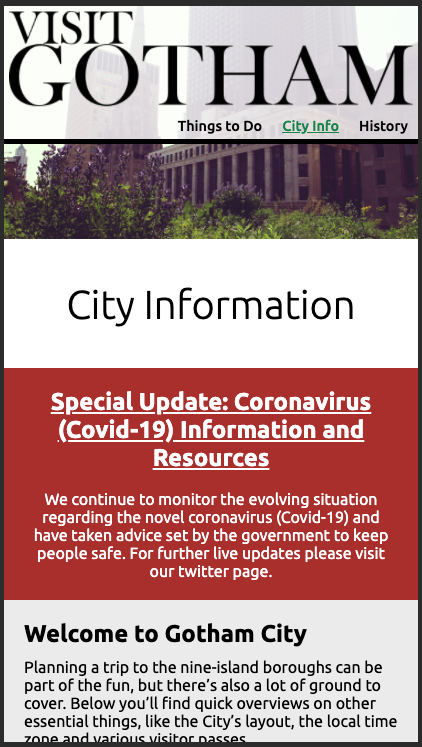 VISIT
GOTHAM
Things to Do City Info History
City Information
Special Update: Coronavirus
(Covid-19) Information and
Resources
We continue to monitor the evolving situation
regarding the novel coronavirus (Covid-19) and
have taken advice set by the government to keep
people safe. For further live updates please visit
our twitter page.
Welcome to Gotham City
Planning a trip to the nine-island boroughs can be
part of the fun, but there's also a lot of ground to
cover. Below you'll find quick overviews on other
essential things, like the City's layout, the local time
zone and various visitor passes